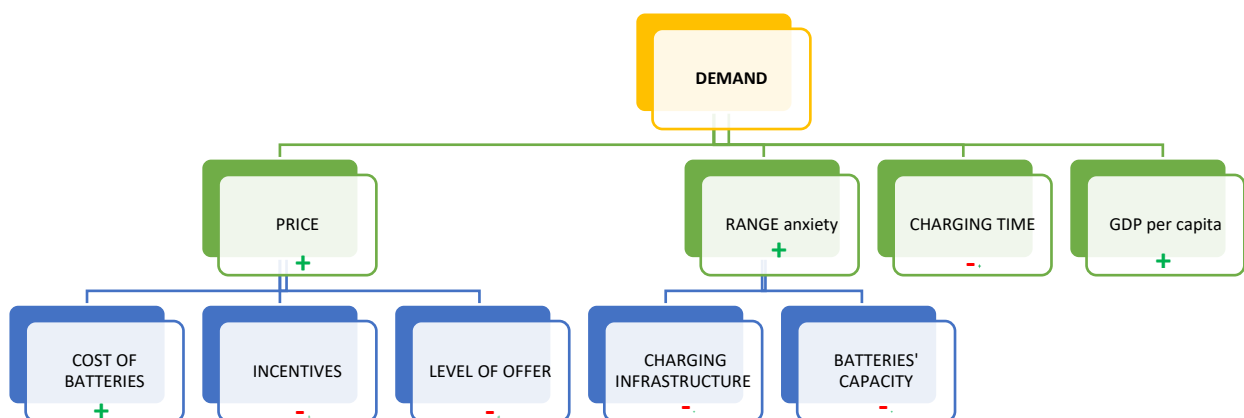 DEMAND
PRICE
+
RANGE anxiety
+
CHARGING TIME
-.
GDP per capita
+
COST OF
BATTERIES
+
INCENTIVES
-.
LEVEL OF OFFER
-.
CHARGING
INFRASTRUCTURE
-.
BATTERIES'
CAPACITY
-.